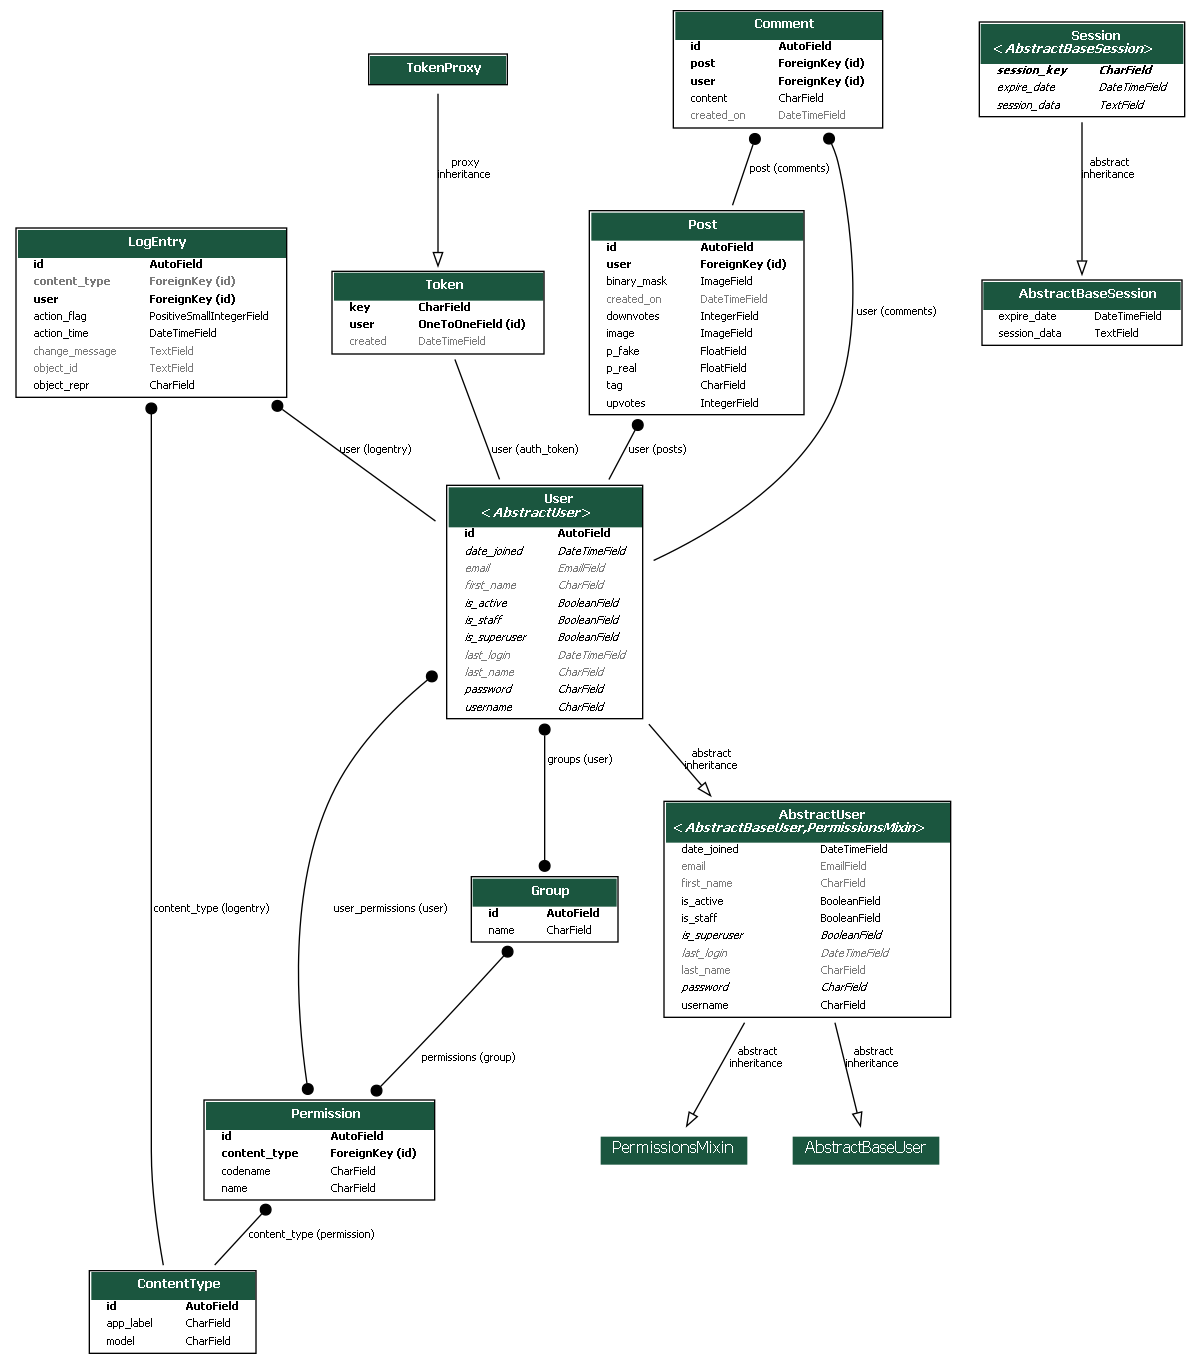 Comment
id AutoField
post ForeignKey (id)
user ForeignKey (id)
content CharField
created_on DateTimeField
Session
<AbstractBaseSession>
session_key CharField
expire_date DateTimeField
session_data TextField
TokenProxy
proxy
inheritance
post (comments)
abstract
inheritance
LogEntry
id AutoField
content_type ForeignKey (id)
user ForeignKey (id)
action_flag PositiveSmallIntegerField
action_time DateTimeField
change_message TextField
object_id TextField
object_repr CharField
Token
key CharField
user OneToOneField (id)
created DateTimeField
Post
id AutoField
user ForeignKey (id)
binary_mask ImageField
created_on DateTimeField
downvotes IntegerField
image ImageField
p_fake FloatField
p_real FloatField
tag CharField
upvotes IntegerField
user (comments)
AbstractBaseSession
expire_date DateTimeField
session_data TextField
user (logentry)
user (auth_token)
user (posts)
User
<AbstractUser>
id AutoField
date_joined DateTimeField
email EmailField
first_name CharField
is_active BooleanField
is_staff BooleanField
is_superuser BooleanField
last_login DateTimeField
last_name CharField
password CharField
username CharField
groups (user)
abstract
inheritance
AbstractUser
<AbstractBaseUser,PermissionsMixin>
date_joined DateTimeField
email EmailField
first_name CharField
is_active BooleanField
is_staff BooleanField
is_superuser BooleanField
last_login DateTimeField
last_name CharField
password CharField
username CharField
content_type (logentry)
user_permissions (user)
Group
id AutoField
name CharField
permissions (group)
abstract
inheritance
abstract
inheritance
Permission
id AutoField
content_type ForeignKey (id)
codename CharField
name CharField
PermissionsMixin
AbstractBaseUser
content_type (permission)
ContentType
id AutoField
app_label CharField
model CharField